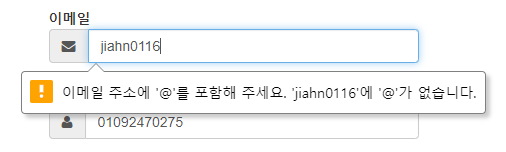 이메일
jiahn0116
이메일 주소에 '@'를 포함해 주세요. 'jiahn0116'에 '@'가 없습니다.
01092470275